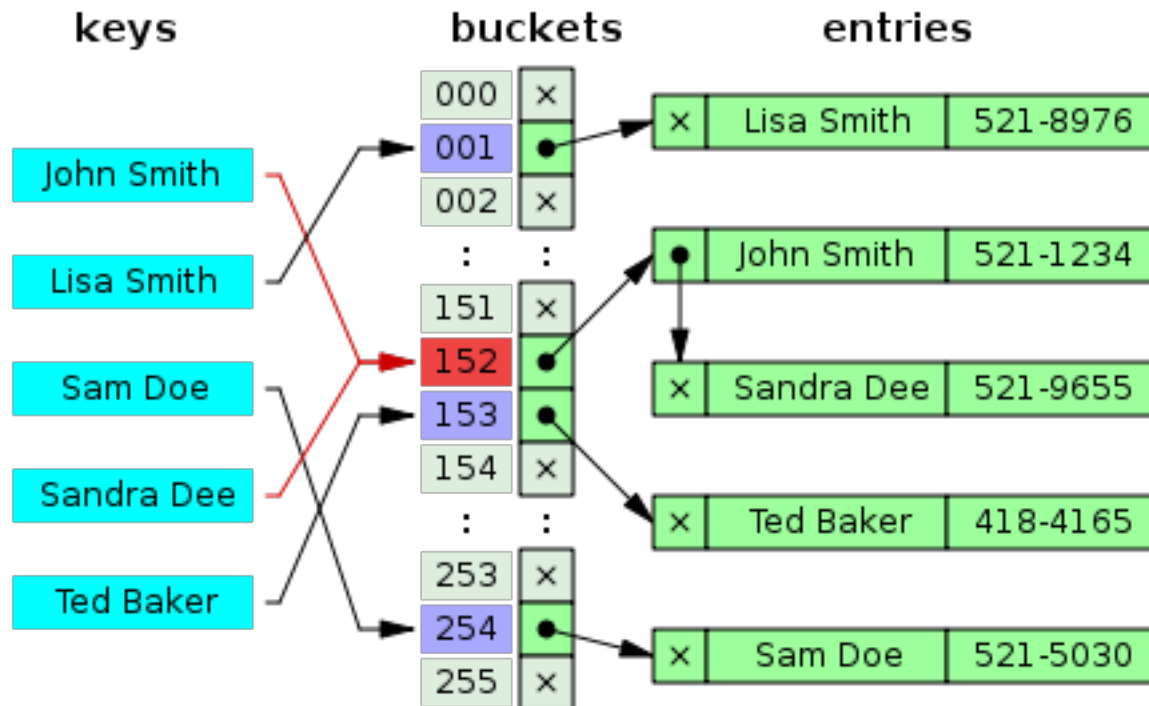 keys
buckets
entries
John Smith
Lisa Smith
Sam Doe
Sandra Dee
Ted Baker
000 ×
001
002 ×
: :
151 ×
152
153
154 ×
: :
253 ×
254
255 ×
× Lisa Smith 521-8976
John Smith 521-1234
× Sandra Dee 521-9655
× Ted Baker 418-4165
× Sam Doe 521-5030